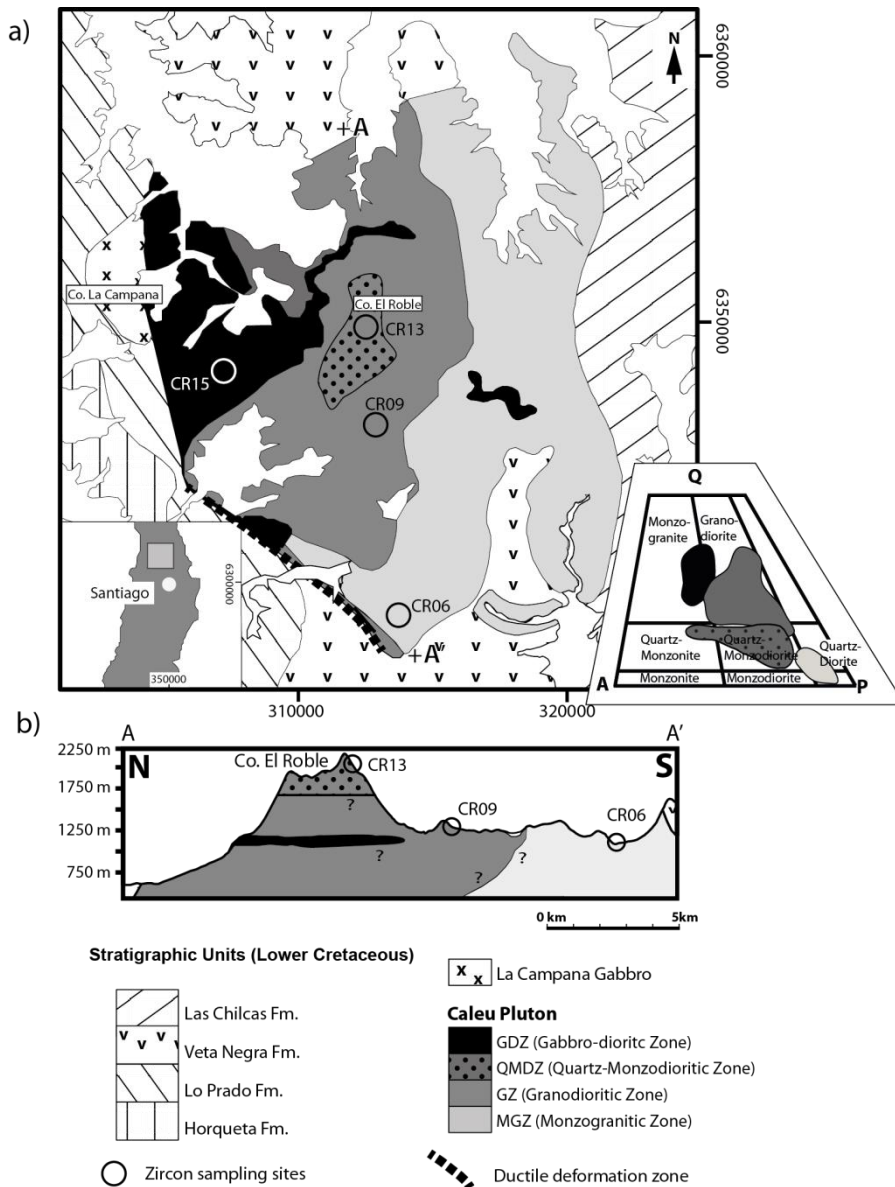 a)
N
6360000
+A
Co. La Campana
Co. El Roble
CR13
6350000
CR15
CR09
Santiago
6300000
350000
CR06
+A'
310000
320000
Q
Monzo-
granite
Grano-
diorite
Quartz-
Monzonite
Quartz-
Monzodiorite
Quartz-
Diorite
A
Monzonite
Monzodiorite
P
b)
A
A'
2250 m
1750 m
1250 m
750 m
N
S
Co. El Roble
CR13
CR09
CR06
?
?
?
?
0 km
5km
Stratigraphic Units (Lower Cretaceous)
Las Chilcas Fm.
Veta Negra Fm.
Lo Prado Fm.
Horqueta Fm.
Zircon sampling sites
La Campana Gabbro
Caleu Pluton
GDZ (Gabbro-dioritc Zone)
QMDZ (Quartz-Monzodioritic Zone)
GZ (Granodioritic Zone)
MGZ (Monzogranitic Zone)
Ductile deformation zone